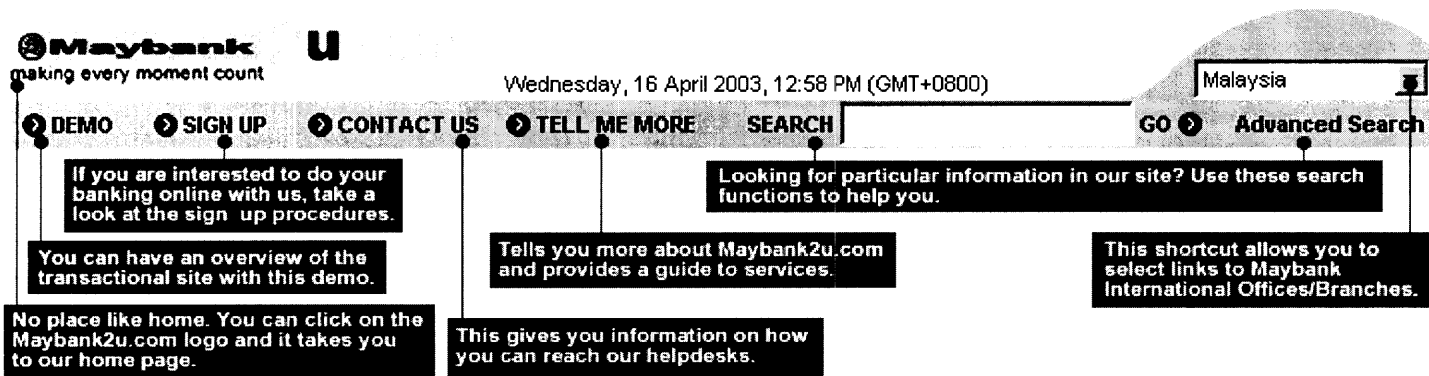 Maybank u
making every moment count
Wednesday, 16 April 2003, 12:58 PM (GMT+0800)
Malaysia
DEMO SIGN UP CONTACT US TELL ME MORE SEARCH GO Advanced Search
If you are interested to do your
banking online with us, take a
look at the sign up procedures.
Looking for particular information in our site? Use these search
functions to help you.
You can have an overview of the
transactional site with this demo.
Tells you more about Maybank2u.com
and provides a guide to services.
This shortcut allows you to
select links to Maybank
International Offices/Branches.
No place like home. You can click on the
Maybank2u.com logo and it takes you
to our home page.
This gives you information on how
you can reach our helpdesks.